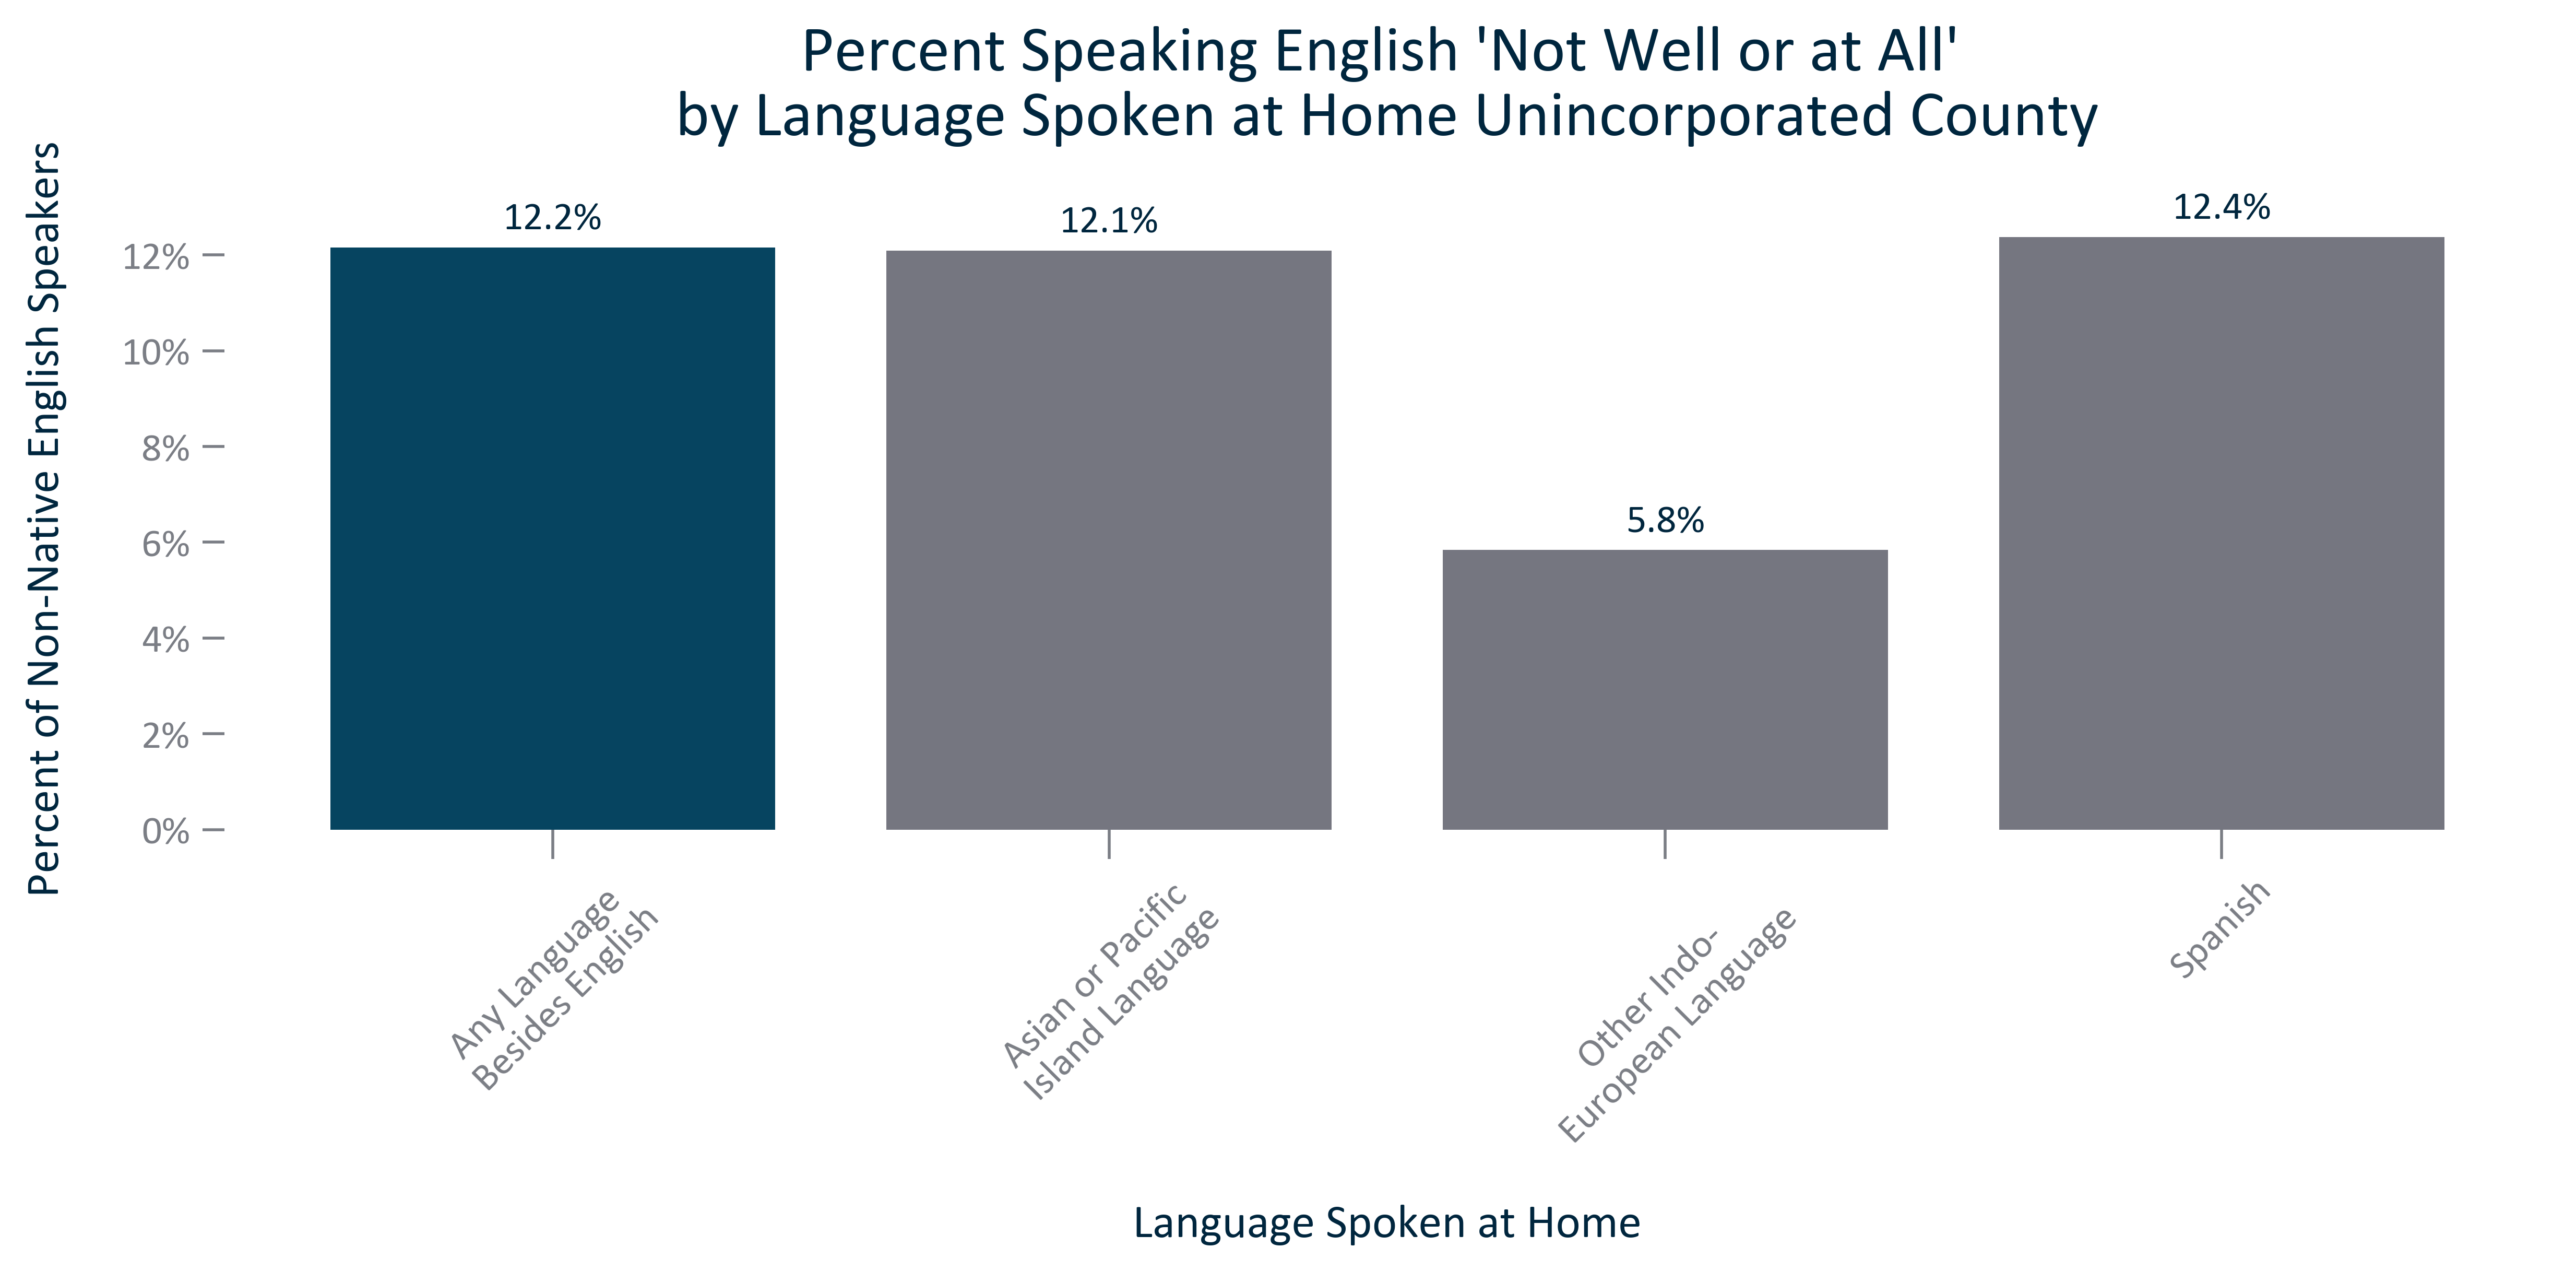 Percent Speaking English 'Not Well or at All'
by Language Spoken at Home Unincorporated County
Percent of Non-Native English Speakers
12%
10%
8%
6%
4%
2%
0%
12.2%
12.1%
5.8%
12.4%
Any Language
Besides English
Asian or Pacific
Island Language
Other Indo-
European Language
Spanish
Language Spoken at Home